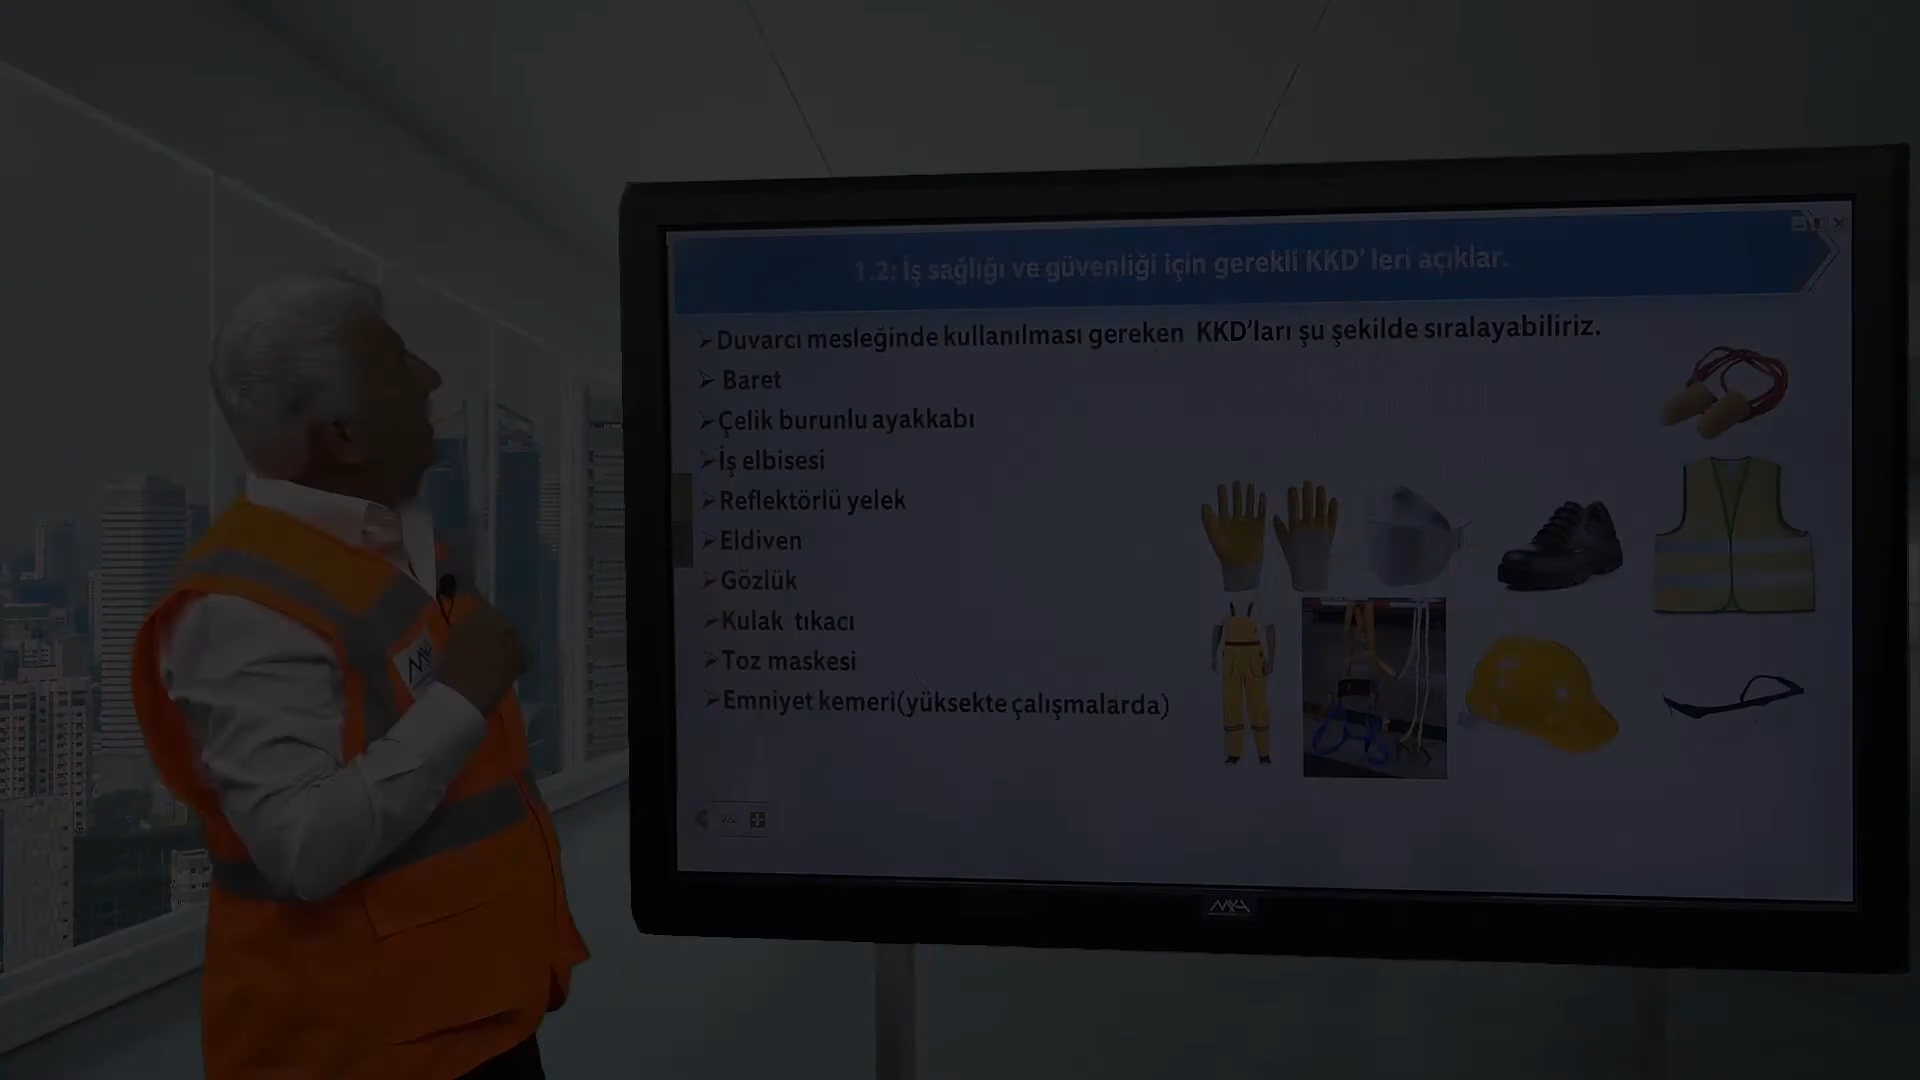 1.2: İş sağlığı ve güvenliği için gerekli KKD' leri açıklar.
Duvarcı mesleğinde kullanılması gereken KKD'ları şu şekilde sıralayabiliriz.
Baret
Çelik burunlu ayakkabı
İş elbisesi
Reflektörlü yelek
Eldiven
Gözlük
Kulak tıkacı
Toz maskesi
Emniyet kemeri(yüksekte çalışmalarda)